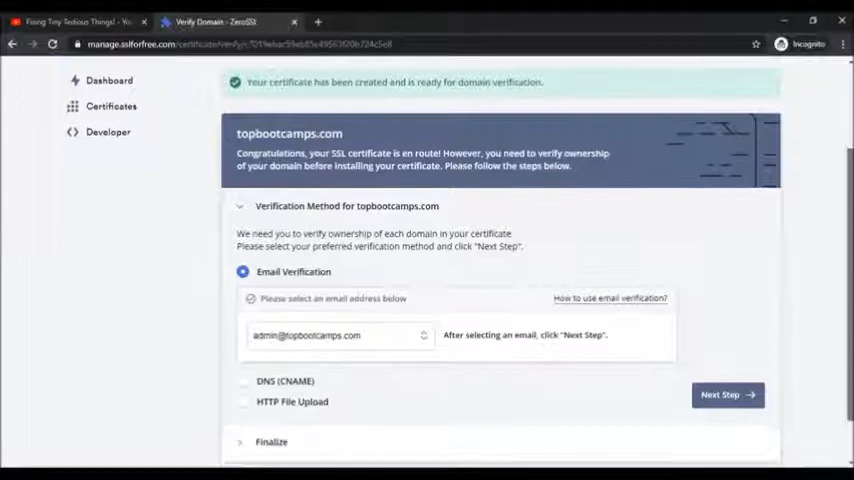 Fixing Tiny Tedious Things! - Yo
Verify Domain - ZeroSSL
manage.sslforfree.com/certificate/verify/
Incognito
Dashboard
Certificates
Developer
Your certificate has been created and is ready for domain verification.
topbootcamps.com
Congratulations, your SSL certificate is en route! However, you need to verify ownership
of your domain before installing your certificate. Please follow the steps below.
Verification Method for topbootcamps.com
We need you to verify ownership of each domain in your certificate.
Please select your preferred verification method and click "Next Step".
Email Verification
Please select an email address below
How to use email verification?
admin@topbootcamps.com
After selecting an email, click "Next Step".
DNS (CNAME)
HTTP File Upload
Next Step
Finalize